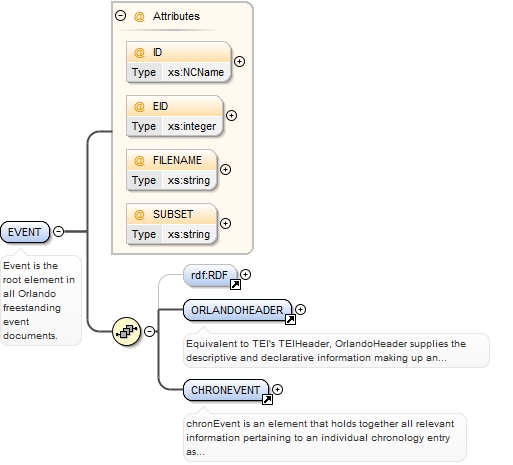 Attributes
@ ID
Type xs:NCName
@ EID
Type xs:integer
@ FILENAME
Type xs:string
@ SUBSET
Type xs:string
EVENT
Event is the
root element in
all Orlando
freestanding
event
documents.
rdf:RDF
ORLANDOHEADER
Equivalent to TEI's TEIHeader, OrlandoHeader supplies the
descriptive and declarative information making up an...
CHRONEVENT
chronEvent is an element that holds together all relevant
information pertaining to an individual chronology entry
as...